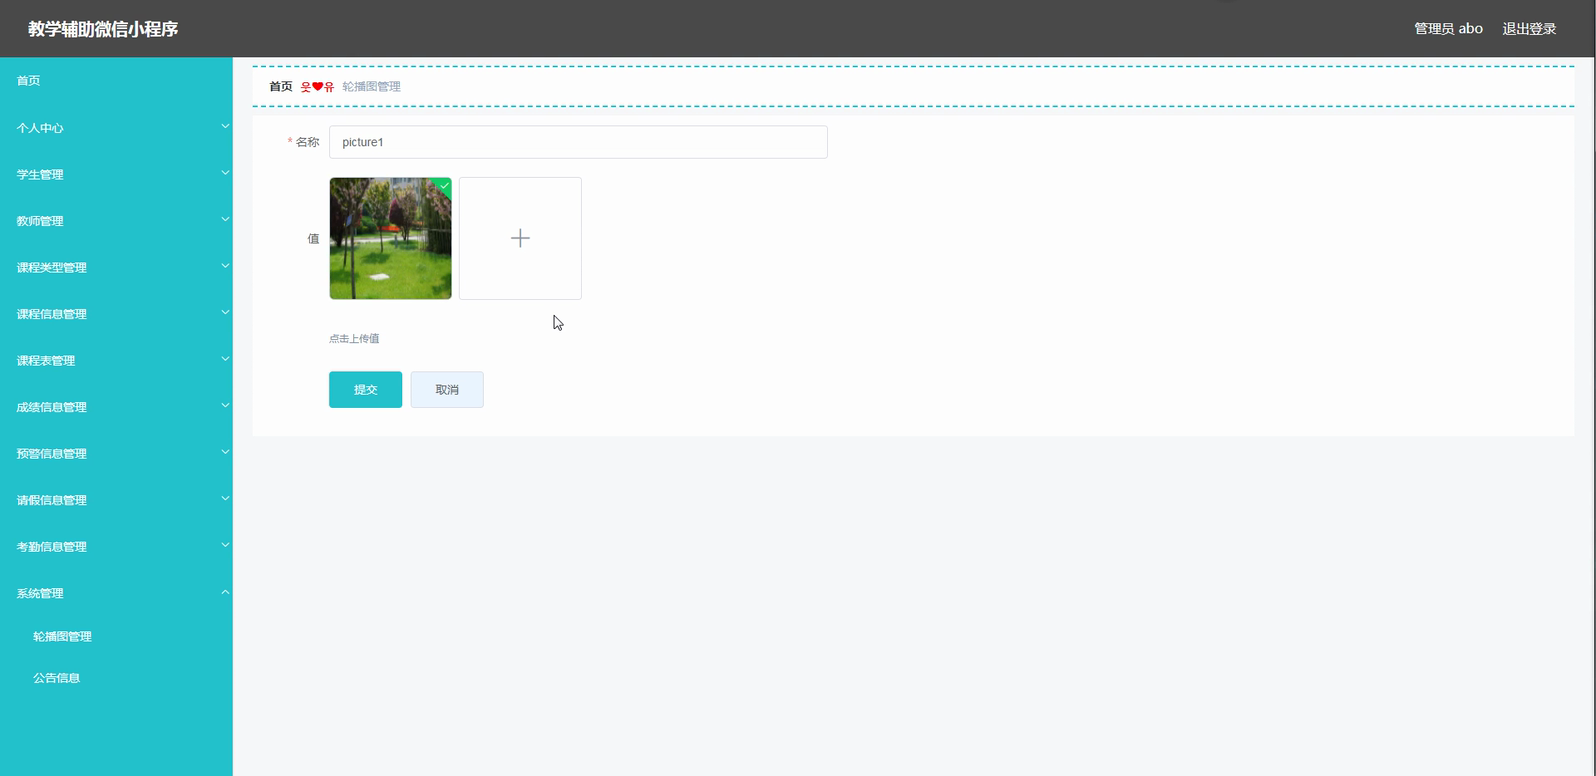 教学辅助微信小程序
管理员 abo 退出登录
首页
个人中心
学生管理
教师管理
课程类型管理
课程信息管理
课程表管理
成绩信息管理
预警信息管理
请假信息管理
考勤信息管理
系统管理
轮播图管理
公告信息
首页 웃❤유 轮播图管理
* 名称 picture1
值
点击上传值
提交 取消